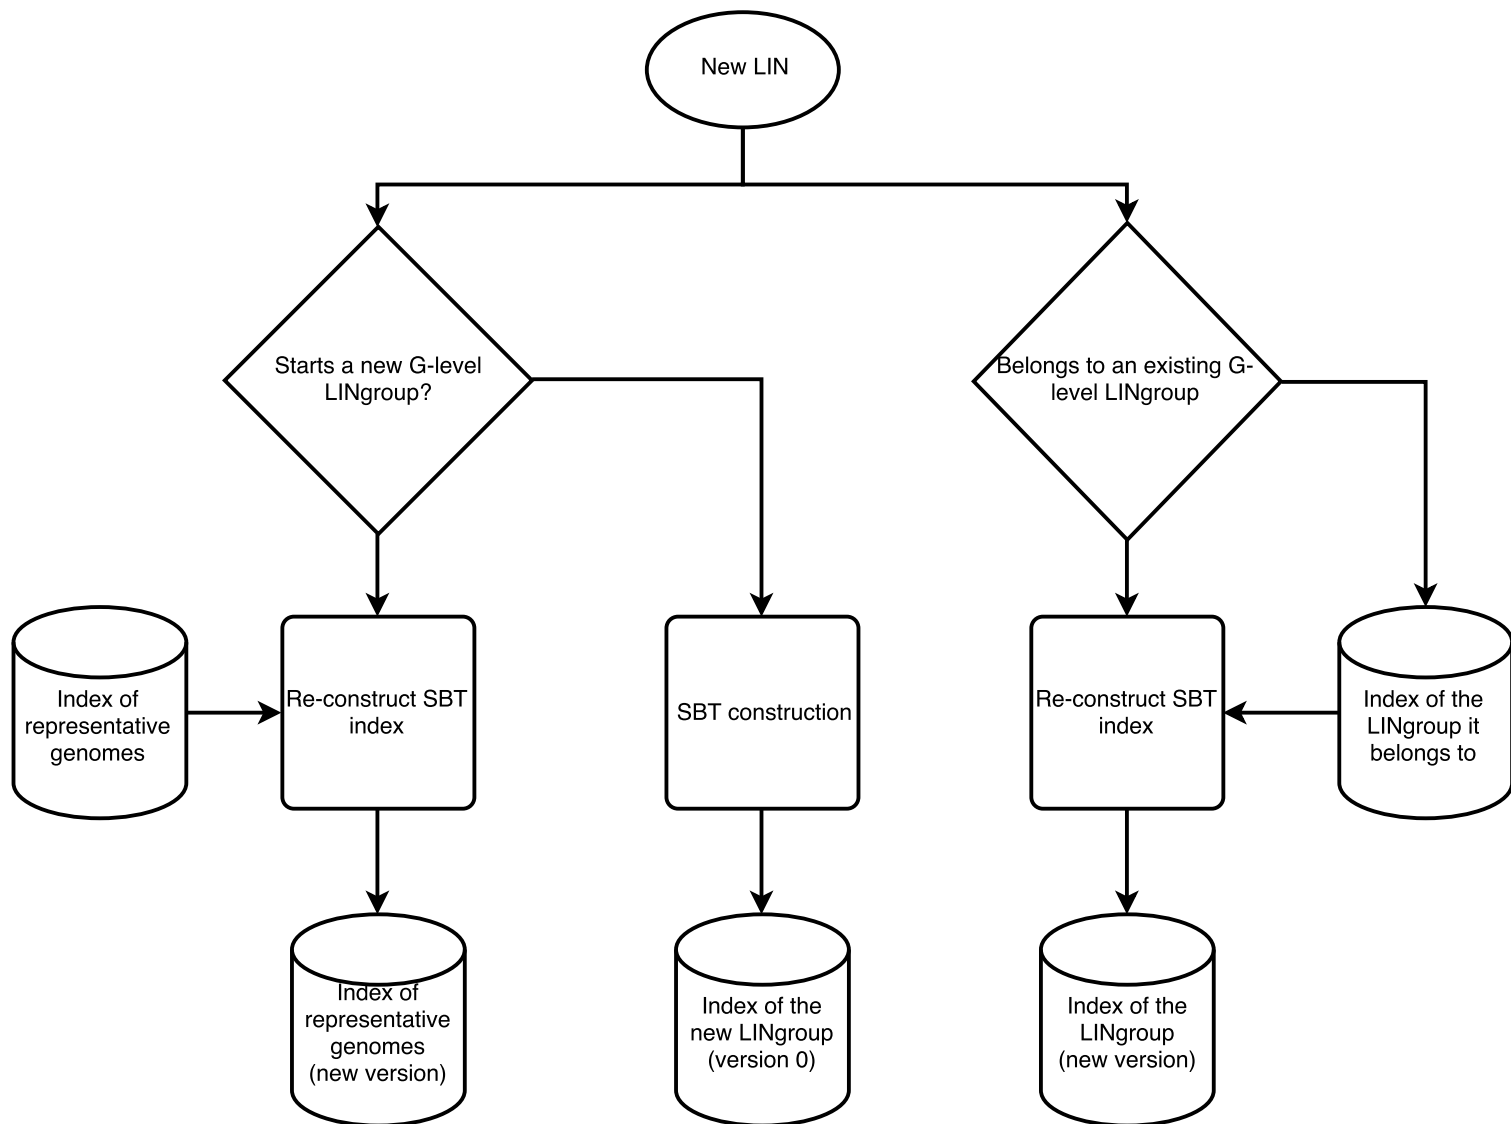 New LIN
Starts a new G-level
LINgroup?
Belongs to an existing G-
level LINgroup
Index of
representative
genomes
Re-construct SBT
index
SBT construction
Re-construct SBT
index
Index of the
LINgroup it
belongs to
Index of
representative
genomes
(new version)
Index of the
new LINgroup
(version 0)
Index of the
LINgroup
(new version)